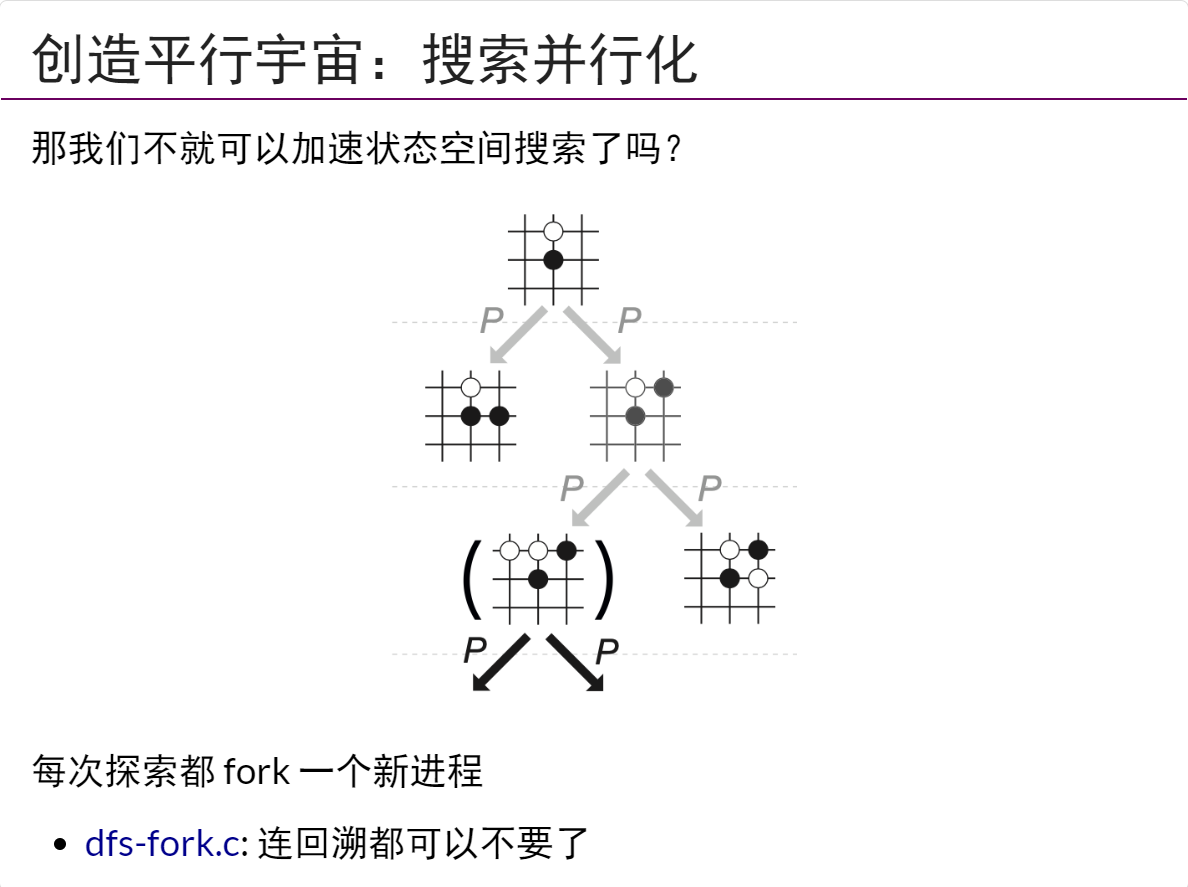 创造平行宇宙：搜索并行化
那我们不就可以加速状态空间搜索了吗？
P P
P P
( )
P P
每次探索都 fork 一个新进程
• dfs-fork.c: 连回溯都可以不要了